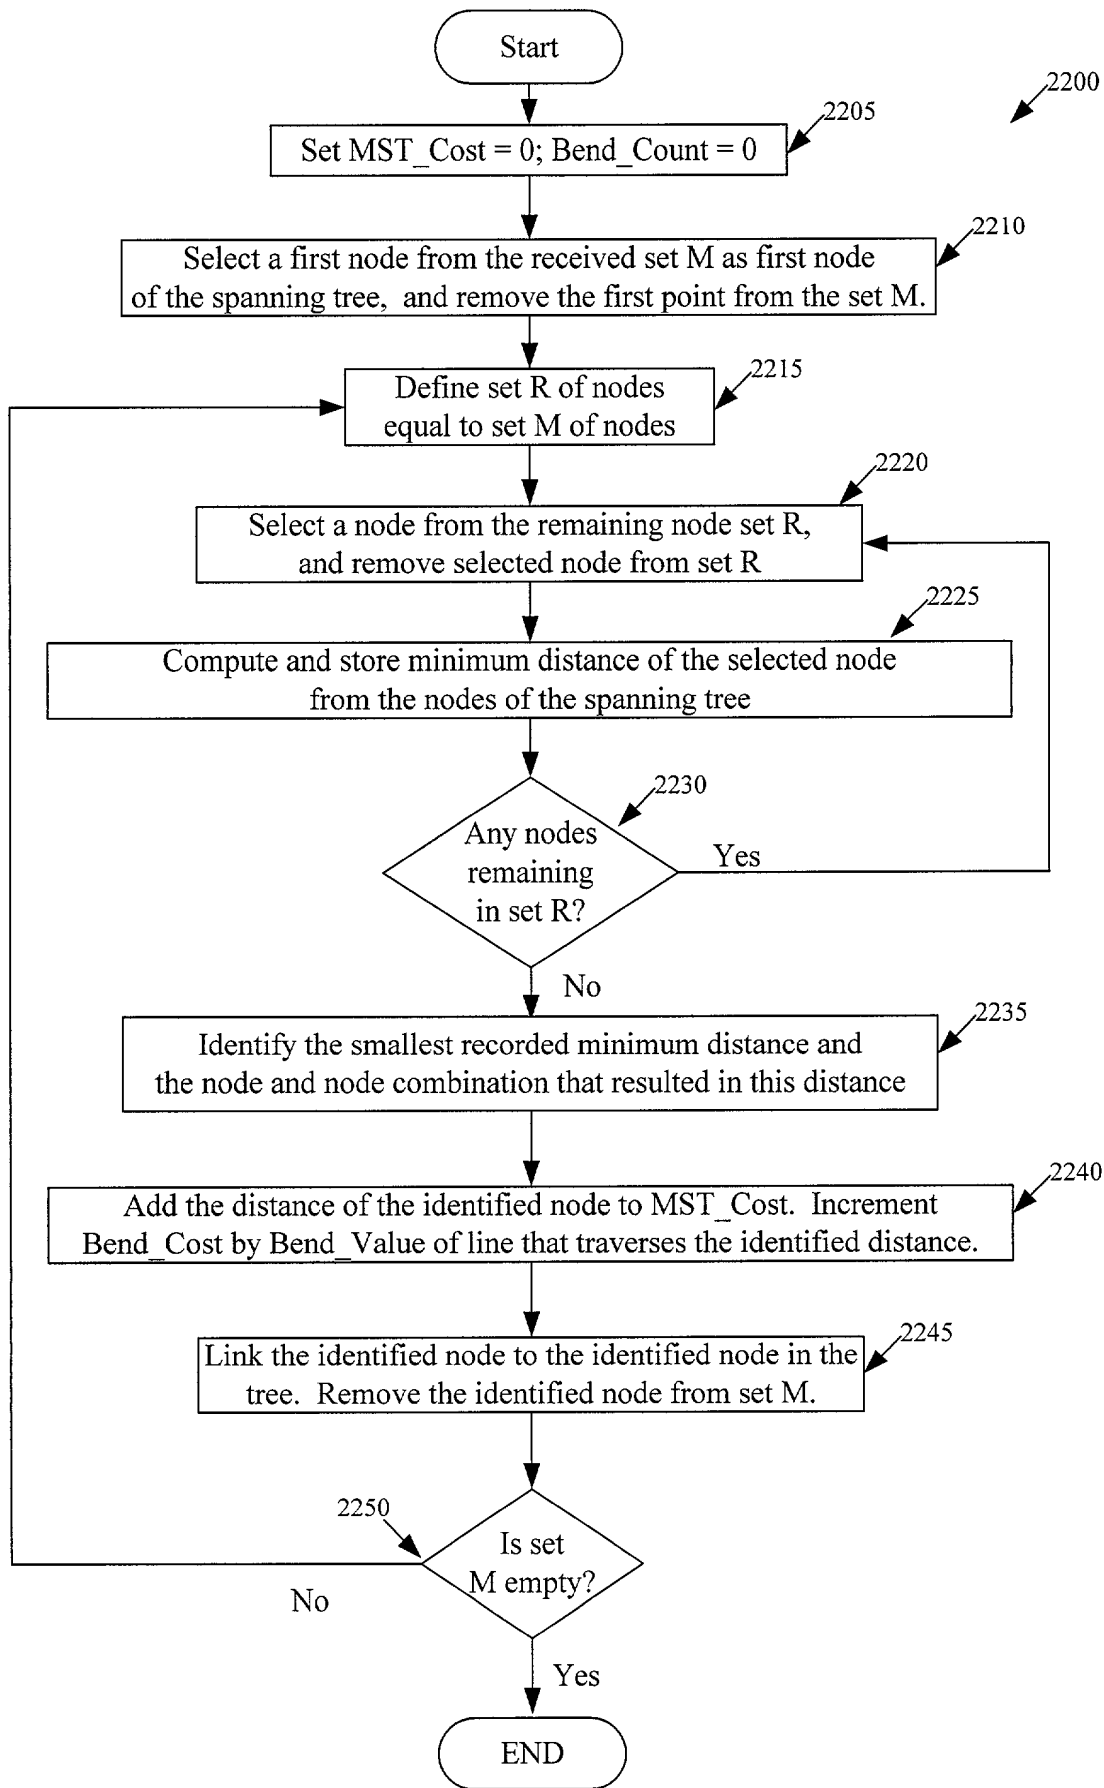 Start
2200
2205
Set MST_Cost = 0; Bend_Count = 0
2210
Select a first node from the received set M as first node
of the spanning tree, and remove the first point from the set M.
2215
Define set R of nodes
equal to set M of nodes
2220
Select a node from the remaining node set R,
and remove selected node from set R
2225
Compute and store minimum distance of the selected node
from the nodes of the spanning tree
2230
Any nodes
remaining
in set R?
Yes
No
2235
Identify the smallest recorded minimum distance and
the node and node combination that resulted in this distance
2240
Add the distance of the identified node to MST_Cost. Increment
Bend_Cost by Bend_Value of line that traverses the identified distance.
2245
Link the identified node to the identified node in the
tree. Remove the identified node from set M.
2250
Is set
M empty?
No
Yes
END